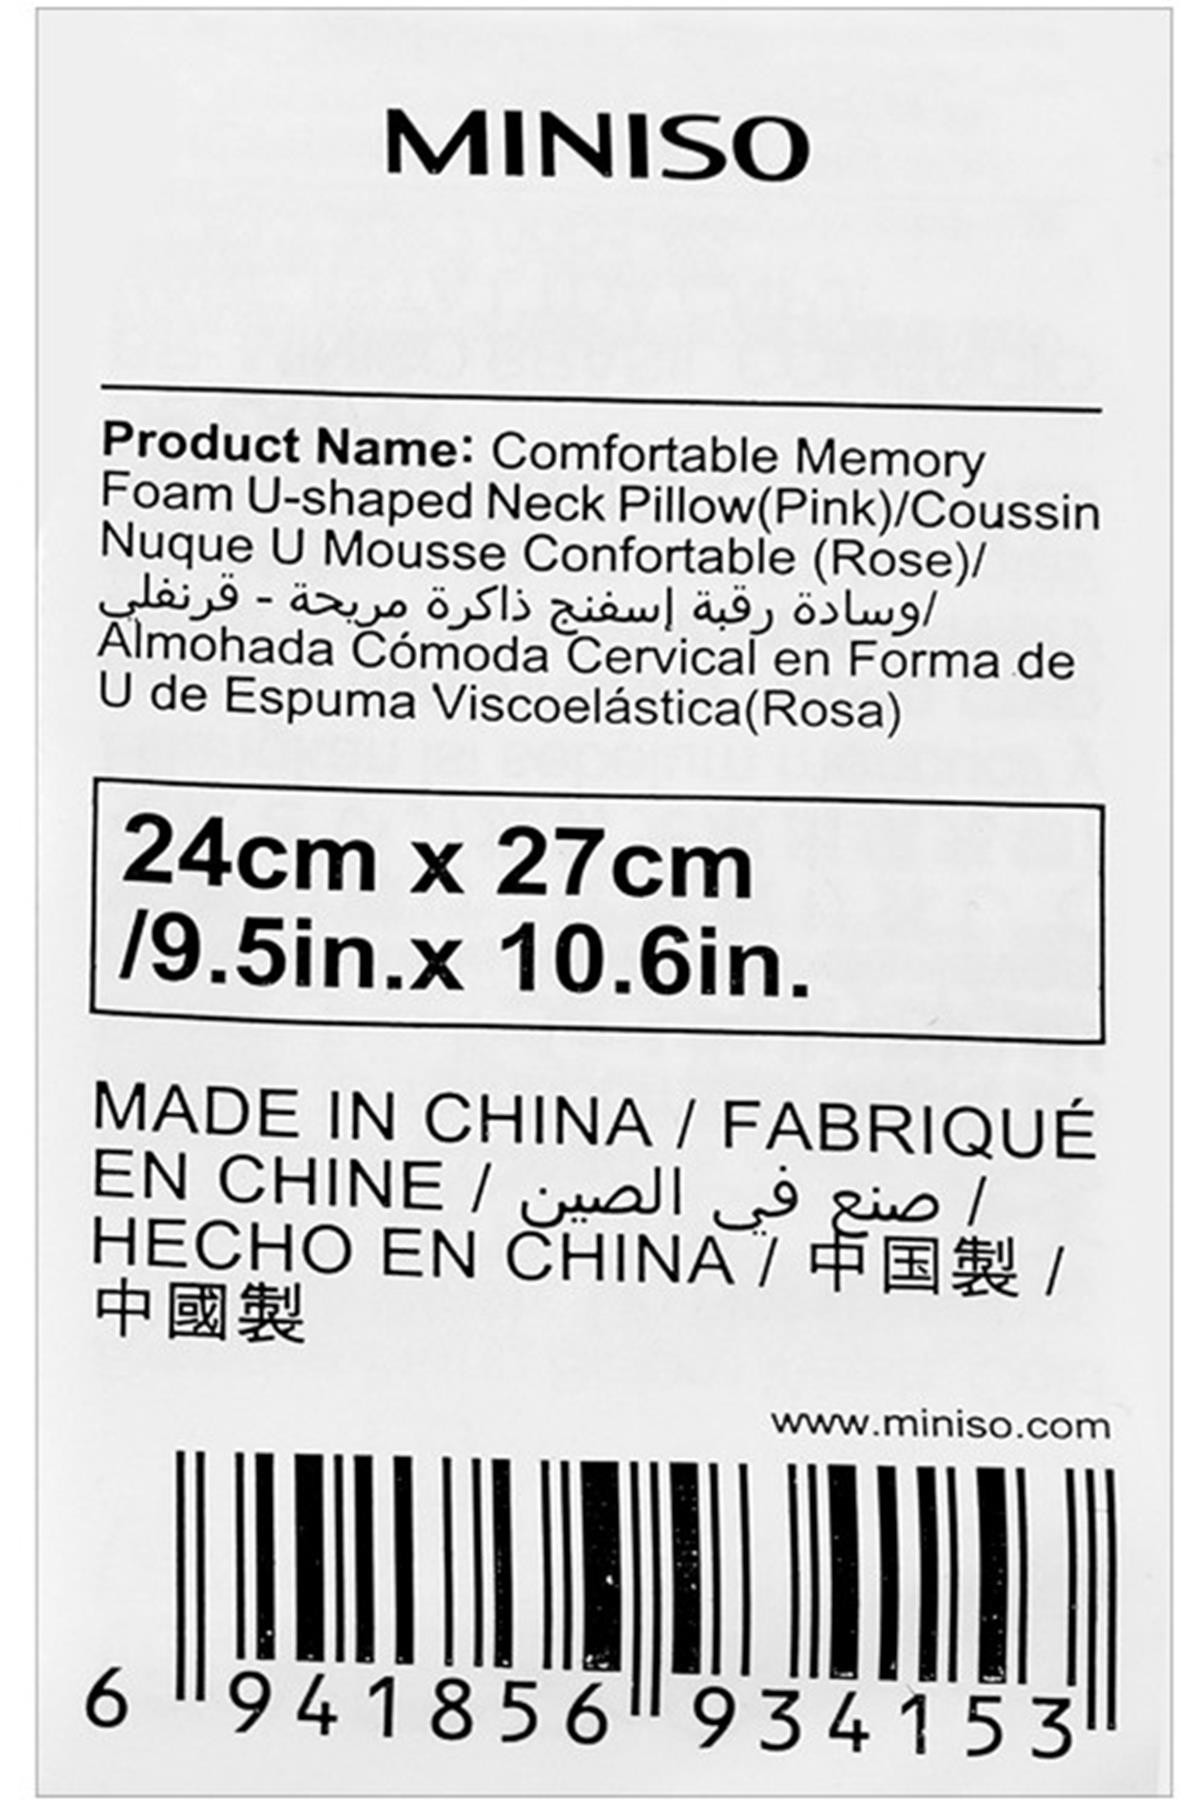 MINISO
Product Name: Comfortable Memory
Foam U-shaped Neck Pillow(Pink)/Coussin
Nuque U Mousse Confortable (Rose)/
وسادة رقبة إسفنج ذاكرة مريحة - قرنفلي/
Almohada Cómoda Cervical en Forma de
U de Espuma Viscoelástica(Rosa)
24cm x 27cm
/9.5in.x 10.6in.
MADE IN CHINA / FABRIQUÉ
EN CHINE / صنع في الصين /
HECHO EN CHINA / 中国製 /
中國製
www.miniso.com
6 941856 934153